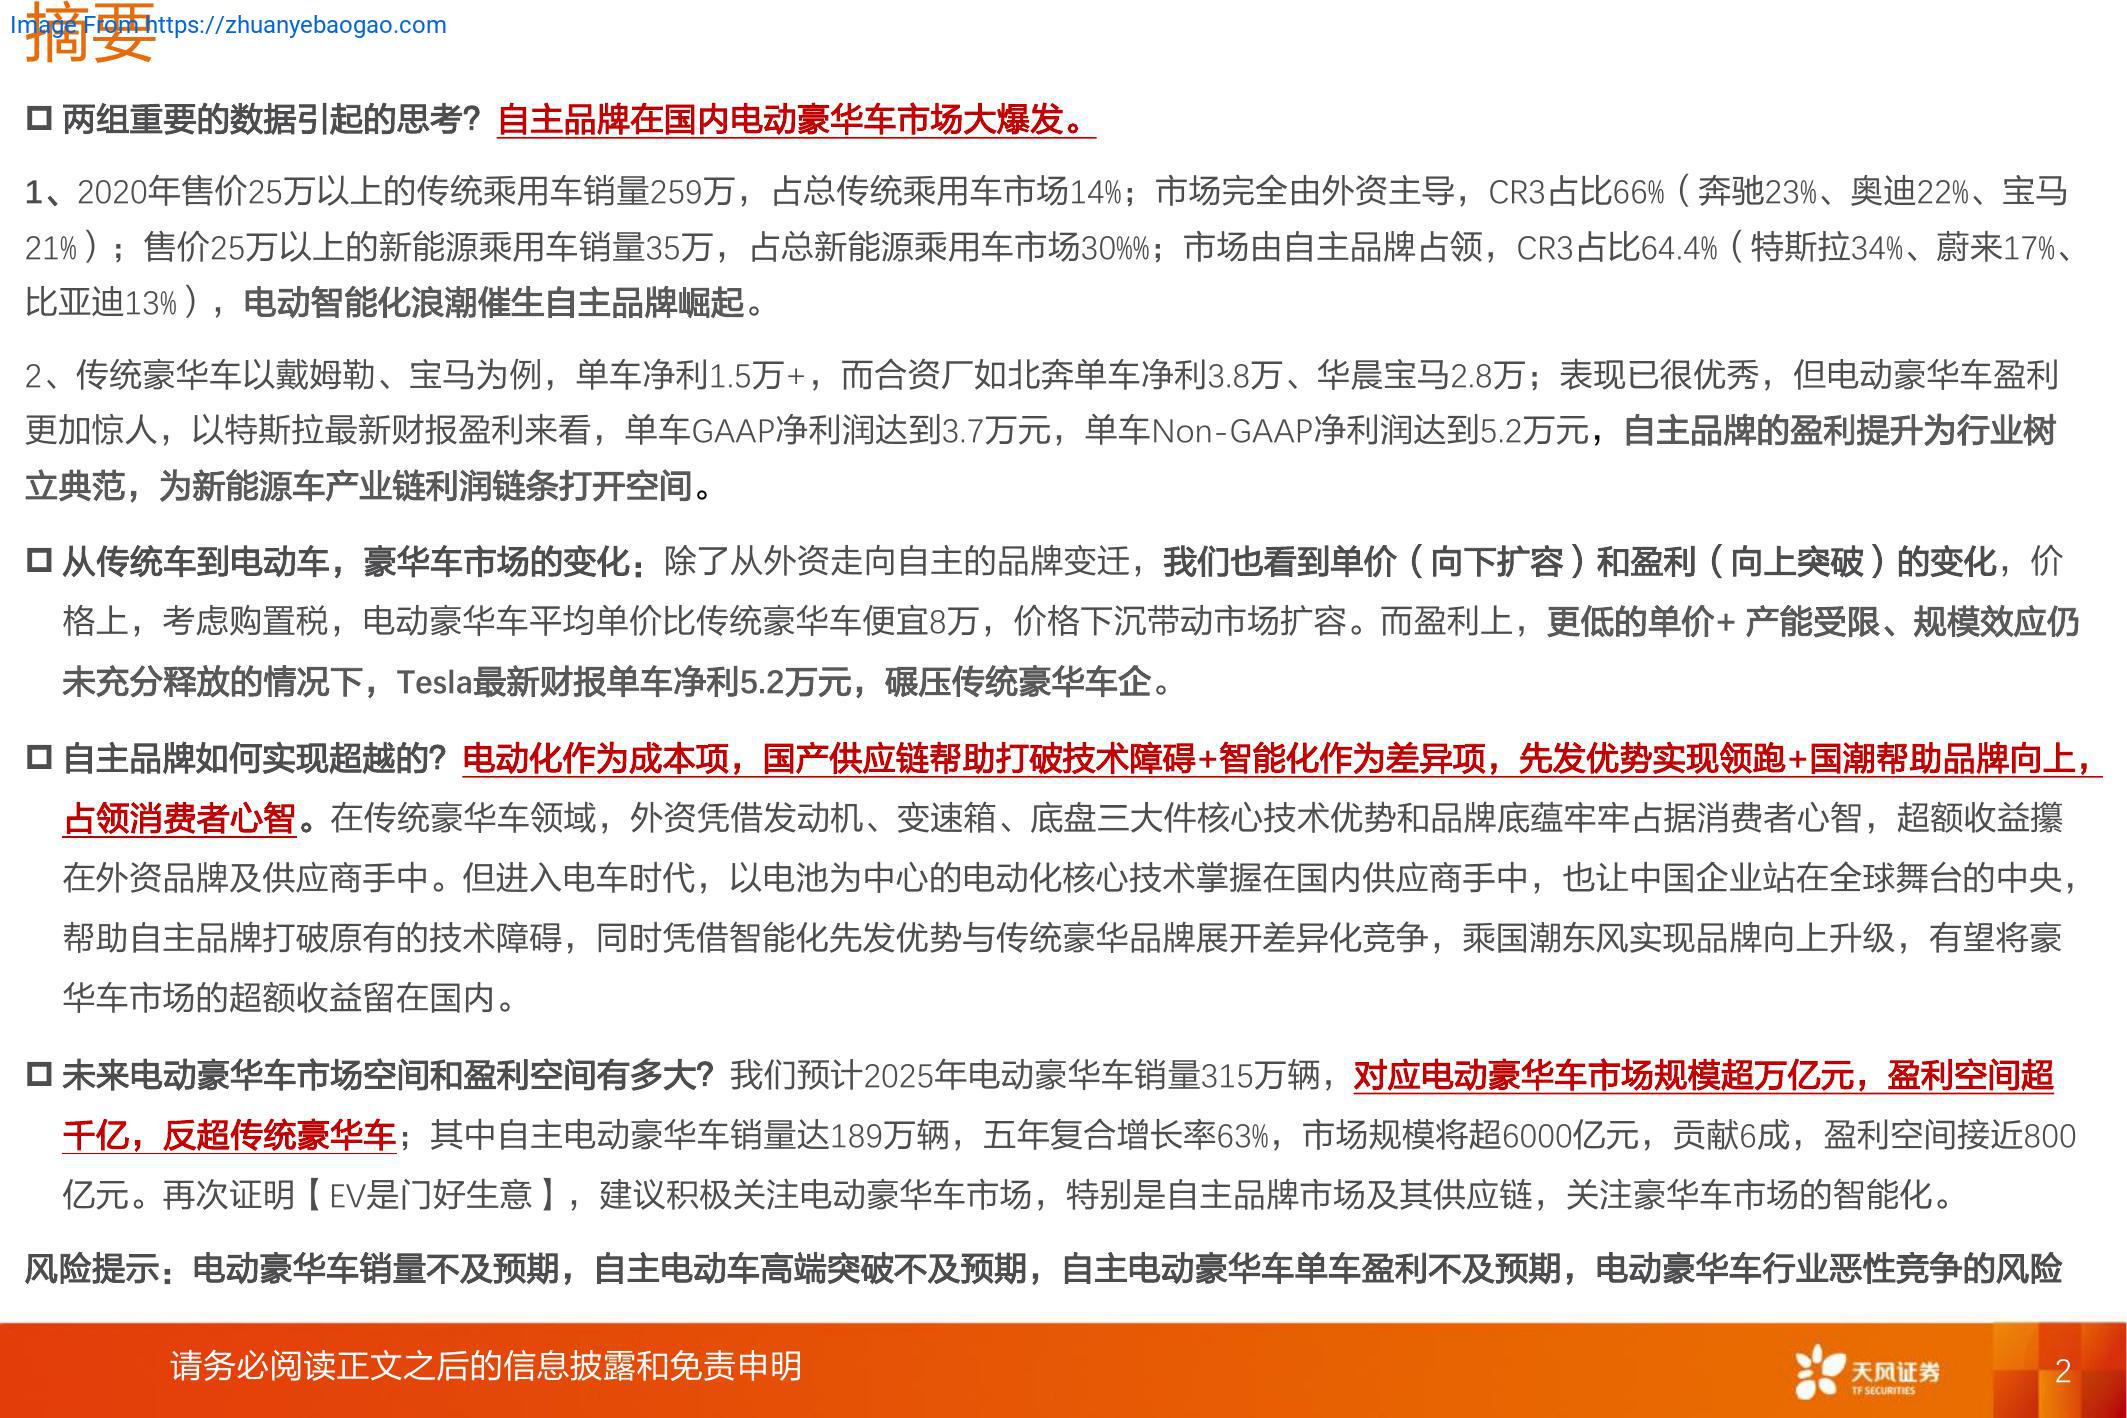 摘要
Image From https://zhuanyebaogao.com
两组重要的数据引起的思考？自主品牌在国内电动豪华车市场大爆发。
1、2020年售价25万以上的传统乘用车销量259万，占总传统乘用车市场14%；市场完全由外资主导，CR3占比66%（奔驰23%、奥迪22%、宝马
21%）；售价25万以上的新能源乘用车销量35万，占总新能源乘用车市场30%%；市场由自主品牌占领，CR3占比64.4%（特斯拉34%、蔚来17%、
比亚迪13%），电动智能化浪潮催生自主品牌崛起。
2、传统豪华车以戴姆勒、宝马为例，单车净利1.5万+，而合资厂如北奔单车净利3.8万、华晨宝马2.8万；表现已很优秀，但电动豪华车盈利
更加惊人，以特斯拉最新财报盈利来看，单车GAAP净利润达到3.7万元，单车Non-GAAP净利润达到5.2万元，自主品牌的盈利提升为行业树
立典范，为新能源车产业链利润链条打开空间。
从传统车到电动车，豪华车市场的变化：除了从外资走向自主的品牌变迁，我们也看到单价（向下扩容）和盈利（向上突破）的变化，价
格上，考虑购置税，电动豪华车平均单价比传统豪华车便宜8万，价格下沉带动市场扩容。而盈利上，更低的单价+ 产能受限、规模效应仍
未充分释放的情况下，Tesla最新财报单车净利5.2万元，碾压传统豪华车企。
自主品牌如何实现超越的？电动化作为成本项，国产供应链帮助打破技术障碍+智能化作为差异项，先发优势实现领跑+国潮帮助品牌向上，
占领消费者心智。在传统豪华车领域，外资凭借发动机、变速箱、底盘三大件核心技术优势和品牌底蕴牢牢占据消费者心智，超额收益攥
在外资品牌及供应商手中。但进入电车时代，以电池为中心的电动化核心技术掌握在国内供应商手中，也让中国企业站在全球舞台的中央，
帮助自主品牌打破原有的技术障碍，同时凭借智能化先发优势与传统豪华品牌展开差异化竞争，乘国潮东风实现品牌向上升级，有望将豪
华车市场的超额收益留在国内。
未来电动豪华车市场空间和盈利空间有多大？我们预计2025年电动豪华车销量315万辆，对应电动豪华车市场规模超万亿元，盈利空间超
千亿，反超传统豪华车；其中自主电动豪华车销量达189万辆，五年复合增长率63%，市场规模将超6000亿元，贡献6成，盈利空间接近800
亿元。再次证明【EV是门好生意】，建议积极关注电动豪华车市场，特别是自主品牌市场及其供应链，关注豪华车市场的智能化。
风险提示：电动豪华车销量不及预期，自主电动车高端突破不及预期，自主电动豪华车单车盈利不及预期，电动豪华车行业恶性竞争的风险
请务必阅读正文之后的信息披露和免责申明
天风证券
TF SECURITIES
2